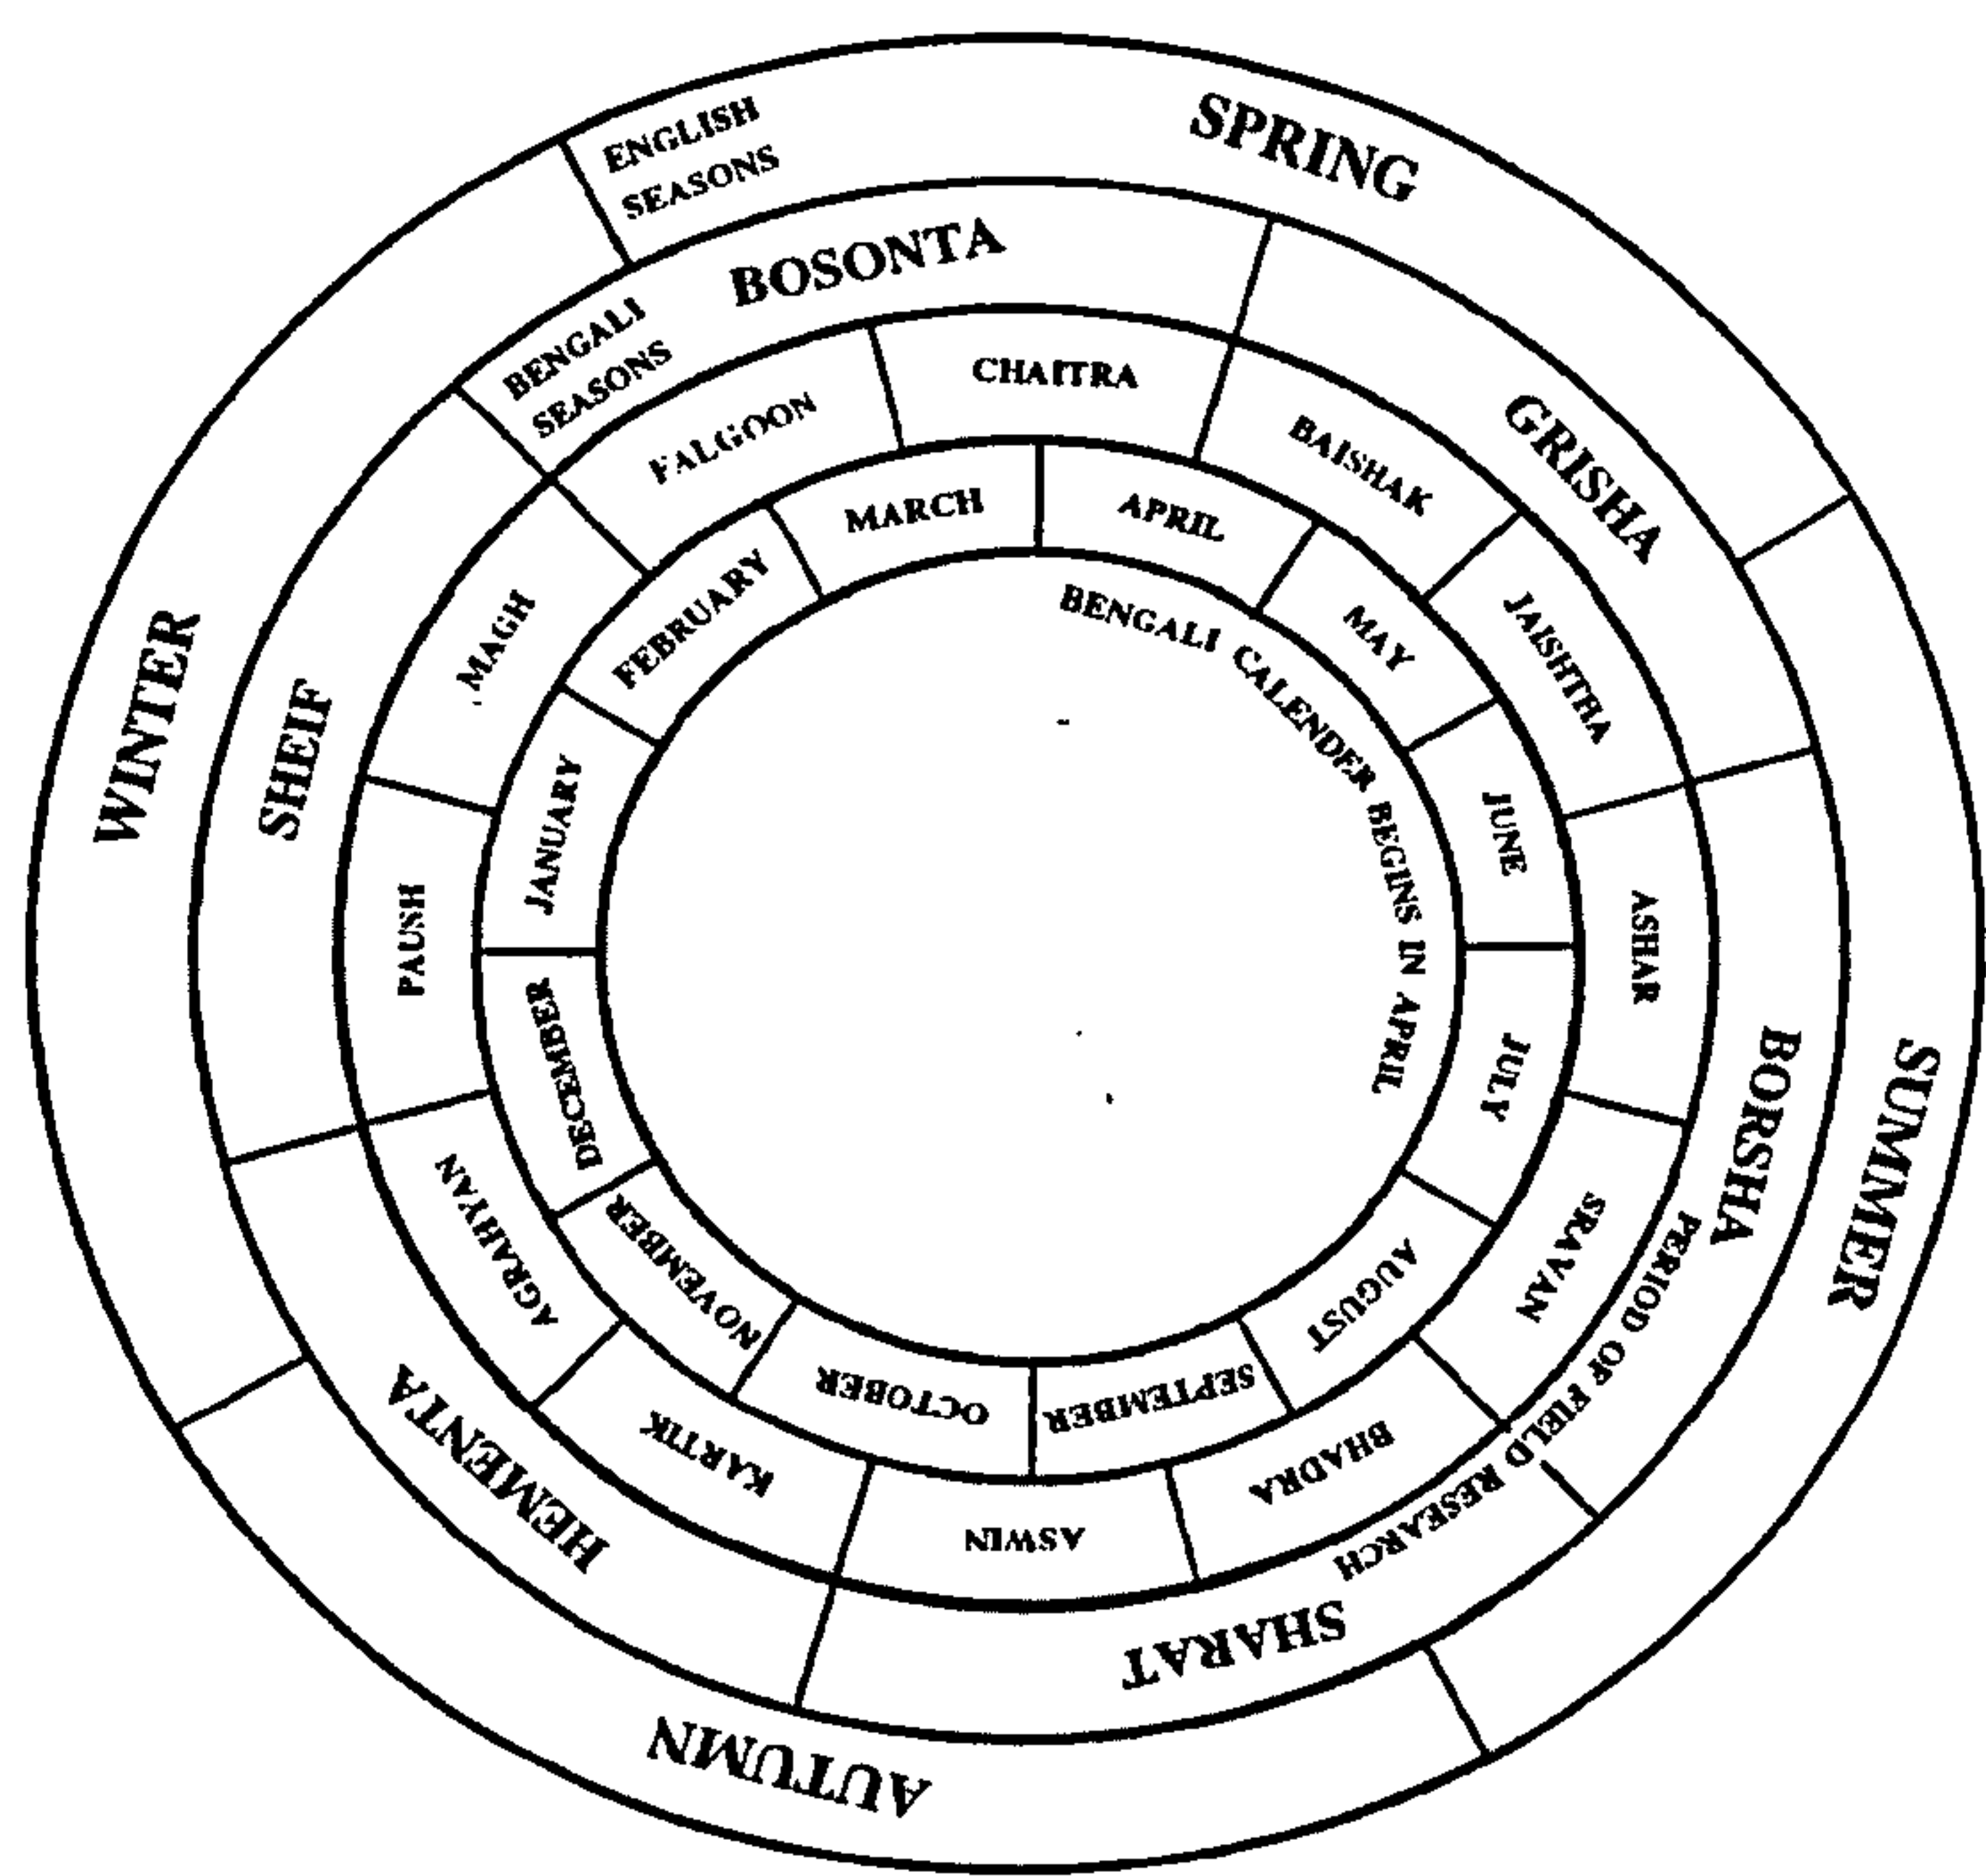 ENGLISH
SEASONS
SPRING
SUMMER
AUTUMN
WINTER
BENGALI
SEASONS
BOSONTA
GRISHA
BORSHA
SHARAT
HEMENTA
SHEIF
FALGOON
CHAITRA
BAISHAK
JAISHTRA
ASHAR
SRAVAN
BHADRA
ASWIN
KARTIK
AGRAHYAN
PAUSH
MAGH
PERIOD OF FIELD RESEARCH
JANUARY
FEBRUARY
MARCH
APRIL
MAY
JUNE
JULY
AUGUST
SEPTEMBER
OCTOBER
NOVEMBER
DECEMBER
BENGALI CALENDER BEGINS IN APRIL